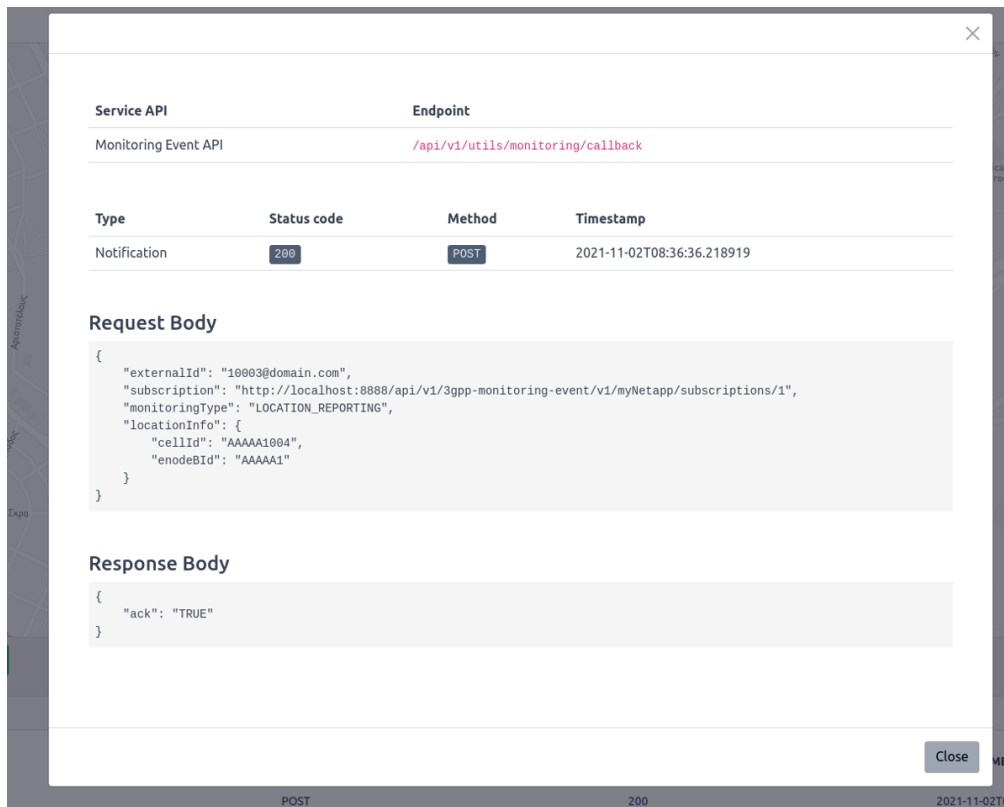 Service API Endpoint
Monitoring Event API /api/v1/utils/monitoring/callback
Type Status code Method Timestamp
Notification 200 POST 2021-11-02T08:36:36.218919
Αριστοτέλους
Request Body
{
"externalId": "10003@domain.com",
"subscription": "http://localhost:8888/api/v1/3gpp-monitoring-event/v1/myNetapp/subscriptions/1",
"monitoringType": "LOCATION_REPORTING",
"locationInfo": {
"cellId": "AAAAA1004",
"enodeBId": "AAAAA1"
}
}
Σκρα
Response Body
{
"ack": "TRUE"
}
Close
POST 200 2021-11-02T